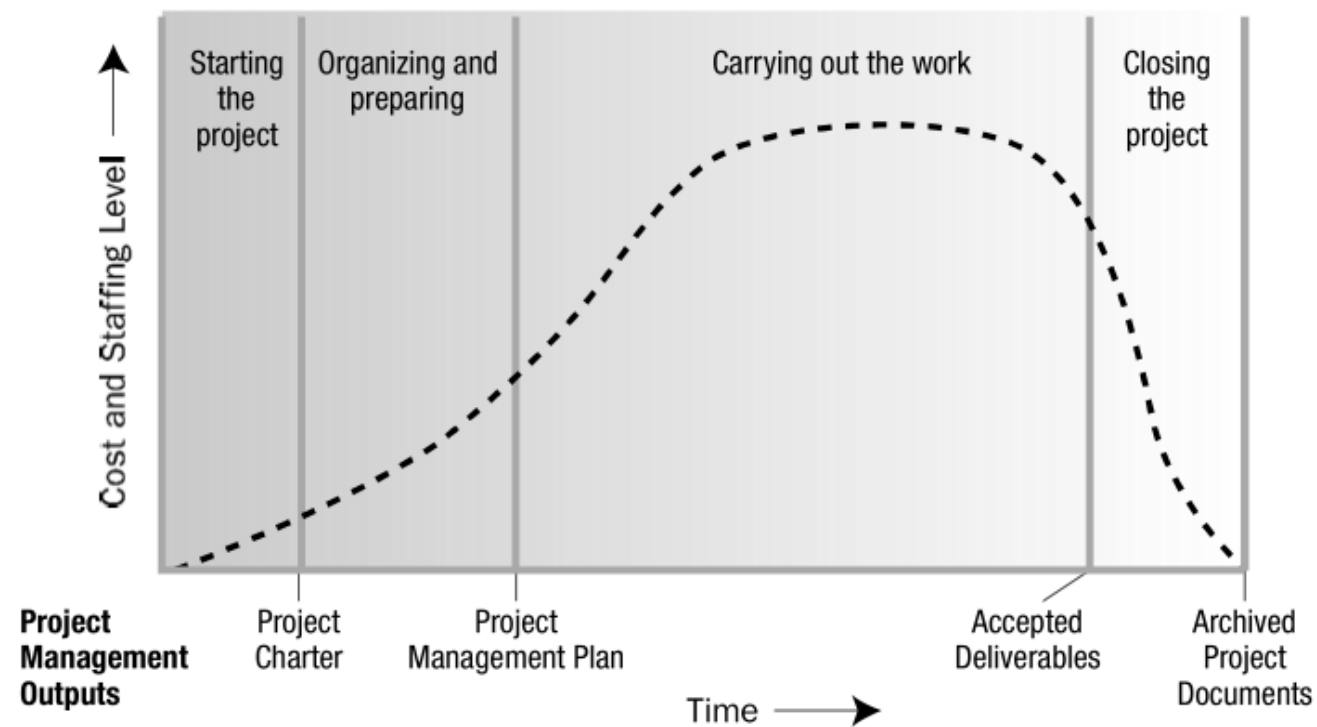 Starting
the
project
Organizing and
preparing
Carrying out the work
Closing
the
project
Cost and Staffing Level
Project
Management
Outputs
Project
Charter
Project
Management Plan
Accepted
Deliverables
Archived
Project
Documents
Time